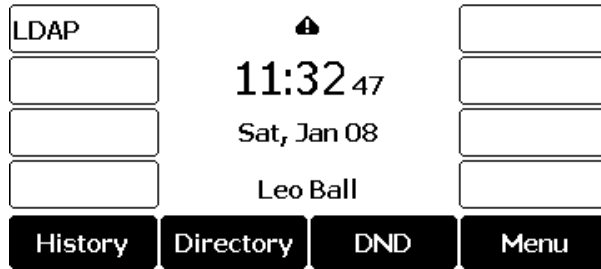 LDAP
11:32 47
Sat, Jan 08
Leo Ball
History Directory DND Menu